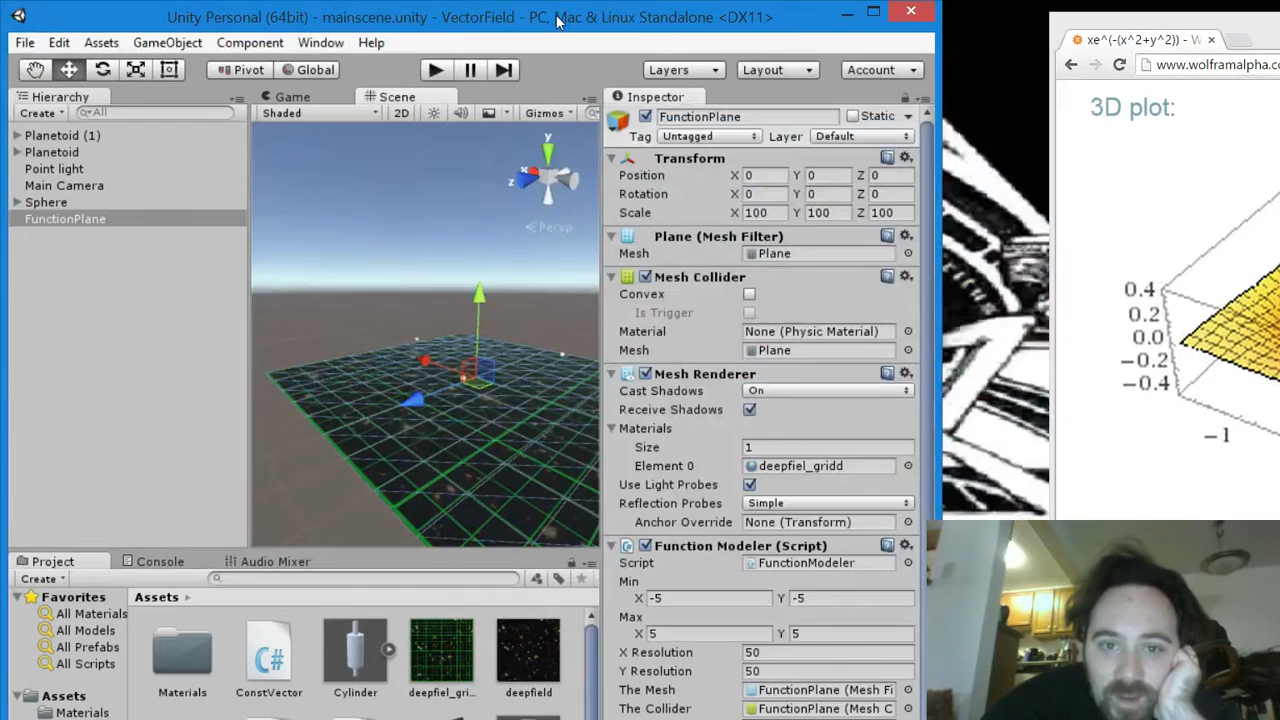 Unity Personal (64bit) - mainscene.unity - VectorField - PC, Mac & Linux Standalone <DX11>
File Edit Assets GameObject Component Window Help
Pivot Global Layers Layout Account
Hierarchy
Create All
Planetoid (1)
Planetoid
Point light
Main Camera
Sphere
FunctionPlane
Game Scene
Shaded 2D Gizmos
y
x
z
Persp
Inspector
FunctionPlane Static
Tag Untagged Layer Default
Transform
Position X 0 Y 0 Z 0
Rotation X 0 Y 0 Z 0
Scale X 100 Y 100 Z 100
Plane (Mesh Filter)
Mesh Plane
Mesh Collider
Convex
Is Trigger
Material None (Physic Material)
Mesh Plane
Mesh Renderer
Cast Shadows On
Receive Shadows
Materials
Size 1
Element 0 deepfiel_gridd
Use Light Probes
Reflection Probes Simple
Anchor Override None (Transform)
Function Modeler (Script)
Script FunctionModeler
Min
X -5 Y -5
Max
X 5 Y 5
X Resolution 50
Y Resolution 50
The Mesh FunctionPlane (Mesh Fi
The Collider FunctionPlane (Mesh C
Project Console Audio Mixer
Create
Favorites
All Materials
All Models
All Prefabs
All Scripts
Assets
Materials
Assets
Materials ConstVector Cylinder deepfiel_gri... deepfield
C#
xe^(-(x^2+y^2)) - W
www.wolframalpha.c
3D plot:
0.4
0.2
0.0
-0.2
-0.4
-1